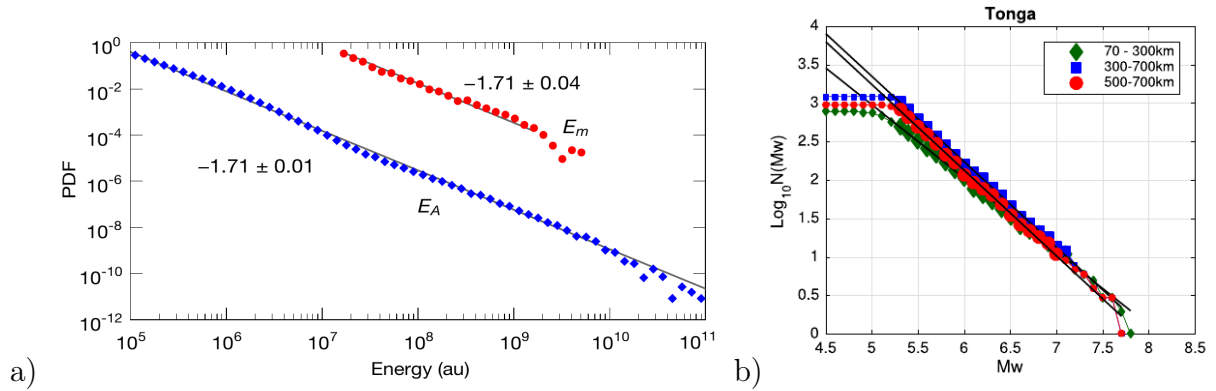 a)
PDF
10^0
10^-2
10^-4
10^-6
10^-8
10^-10
10^-12
−1.71 ± 0.04
E_m
−1.71 ± 0.01
E_A
10^5 10^6 10^7 10^8 10^9 10^10 10^11
Energy (au)
b)
Tonga
Log_10N(Mw)
4
3.5
3
2.5
2
1.5
1
0.5
0
70 - 300km
300-700km
500-700km
4.5 5 5.5 6 6.5 7 7.5 8 8.5
Mw